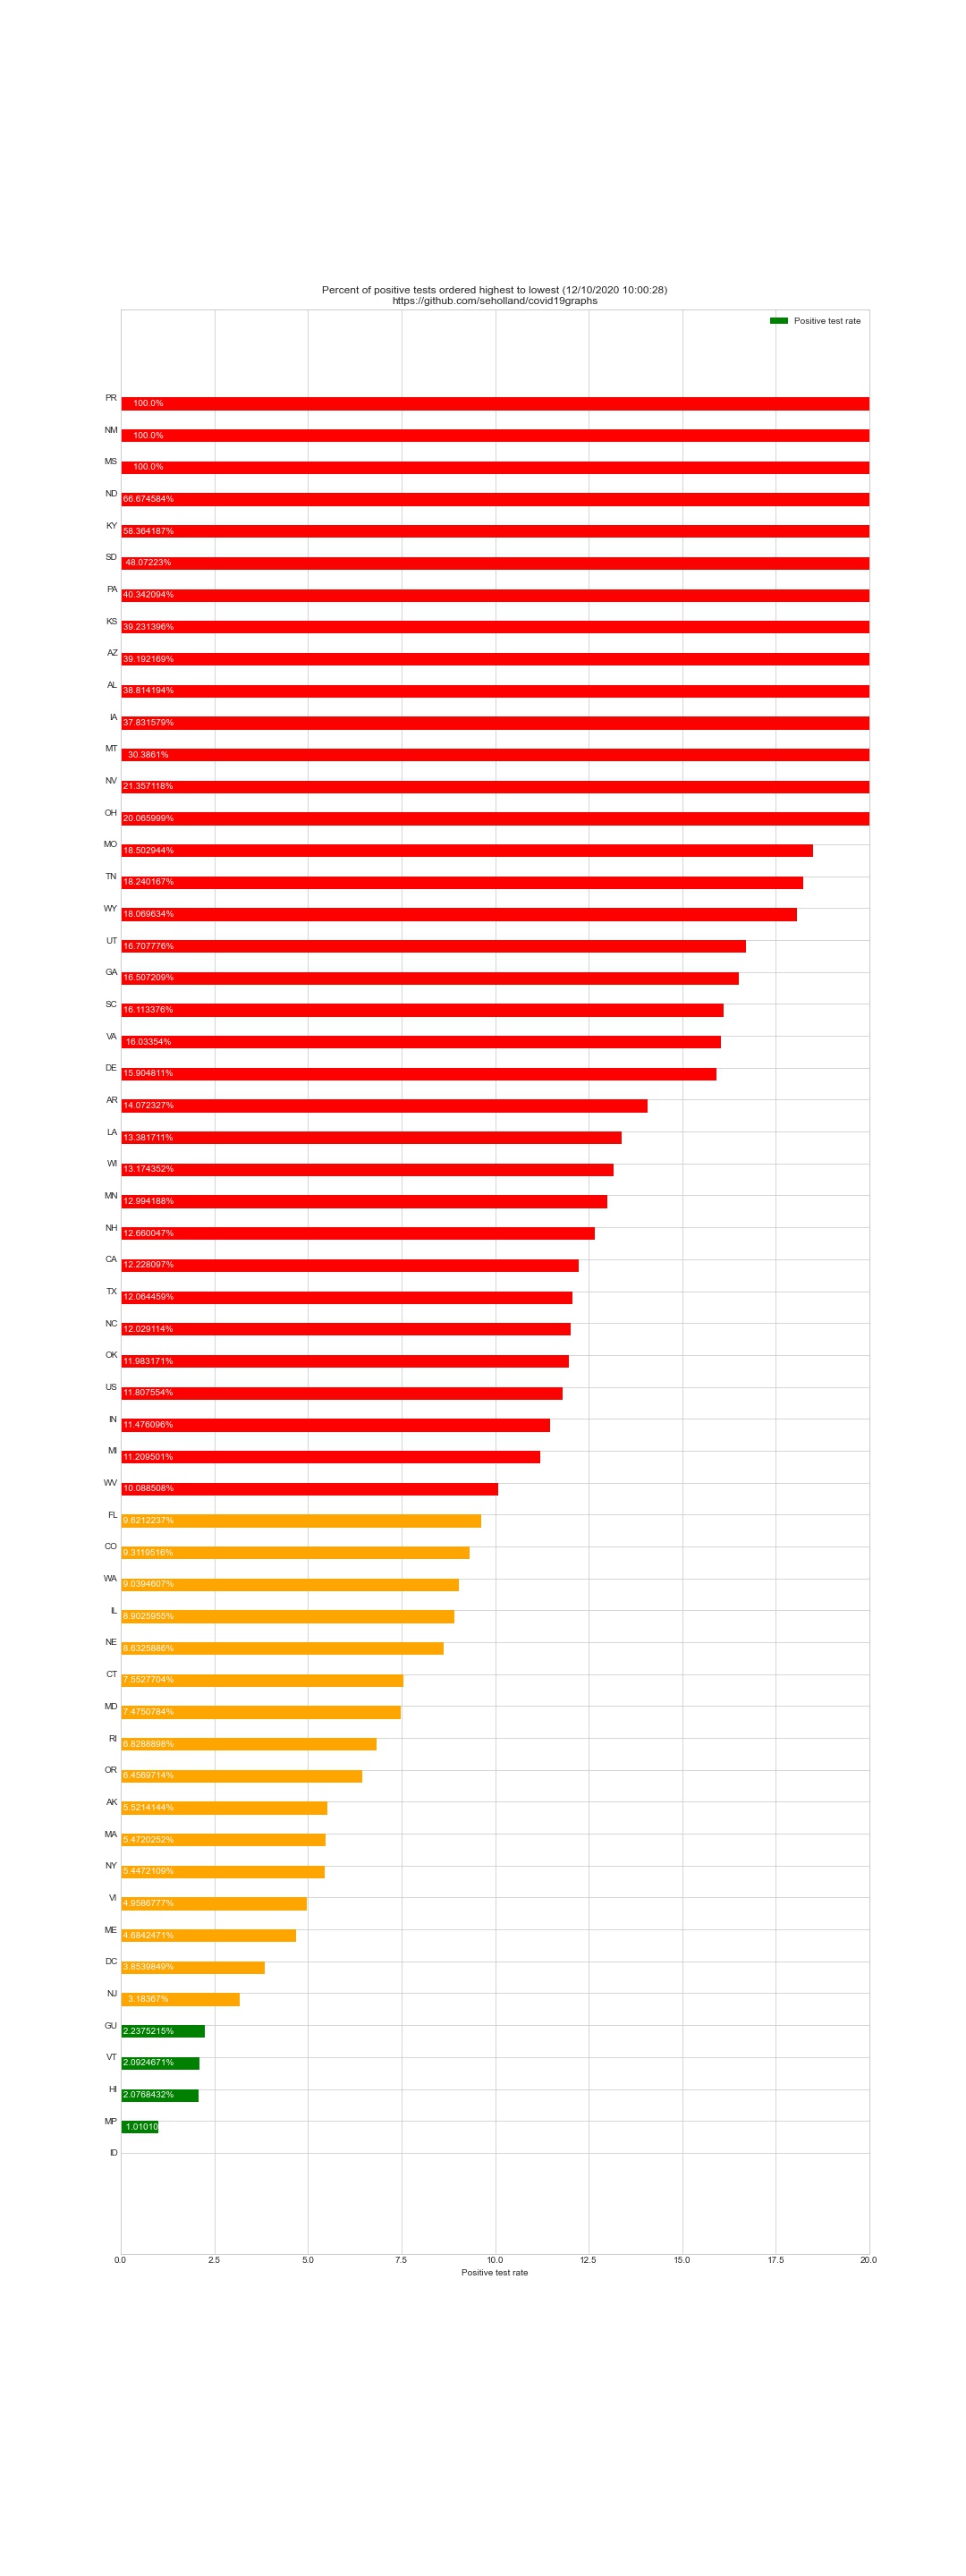 Percent of positive tests ordered highest to lowest (12/10/2020 10:00:28)
https://github.com/seholland/covid19graphs
Positive test rate
PR 100.0%
NM 100.0%
MS 100.0%
ND 66.674584%
KY 58.364187%
SD 48.07223%
PA 40.342094%
KS 39.231396%
AZ 39.192169%
AL 38.814194%
IA 37.831579%
MT 30.3861%
NV 21.357118%
OH 20.065999%
MO 18.502944%
TN 18.240167%
WY 18.069634%
UT 16.707776%
GA 16.507209%
SC 16.113376%
VA 16.03354%
DE 15.904811%
AR 14.072327%
LA 13.381711%
WI 13.174352%
MN 12.994188%
NH 12.660047%
CA 12.228097%
TX 12.064459%
NC 12.029114%
OK 11.983171%
US 11.807554%
IN 11.476096%
MI 11.209501%
WV 10.088508%
FL 9.6212237%
CO 9.3119516%
WA 9.0394607%
IL 8.9025955%
NE 8.6325886%
CT 7.5527704%
MD 7.4750784%
RI 6.8288898%
OR 6.4569714%
AK 5.5214144%
MA 5.4720252%
NY 5.4472109%
VI 4.9586777%
ME 4.6842471%
DC 3.8539849%
NJ 3.18367%
GU 2.2375215%
VT 2.0924671%
HI 2.0768432%
MP 1.01010
ID
0.0 2.5 5.0 7.5 10.0 12.5 15.0 17.5 20.0
Positive test rate